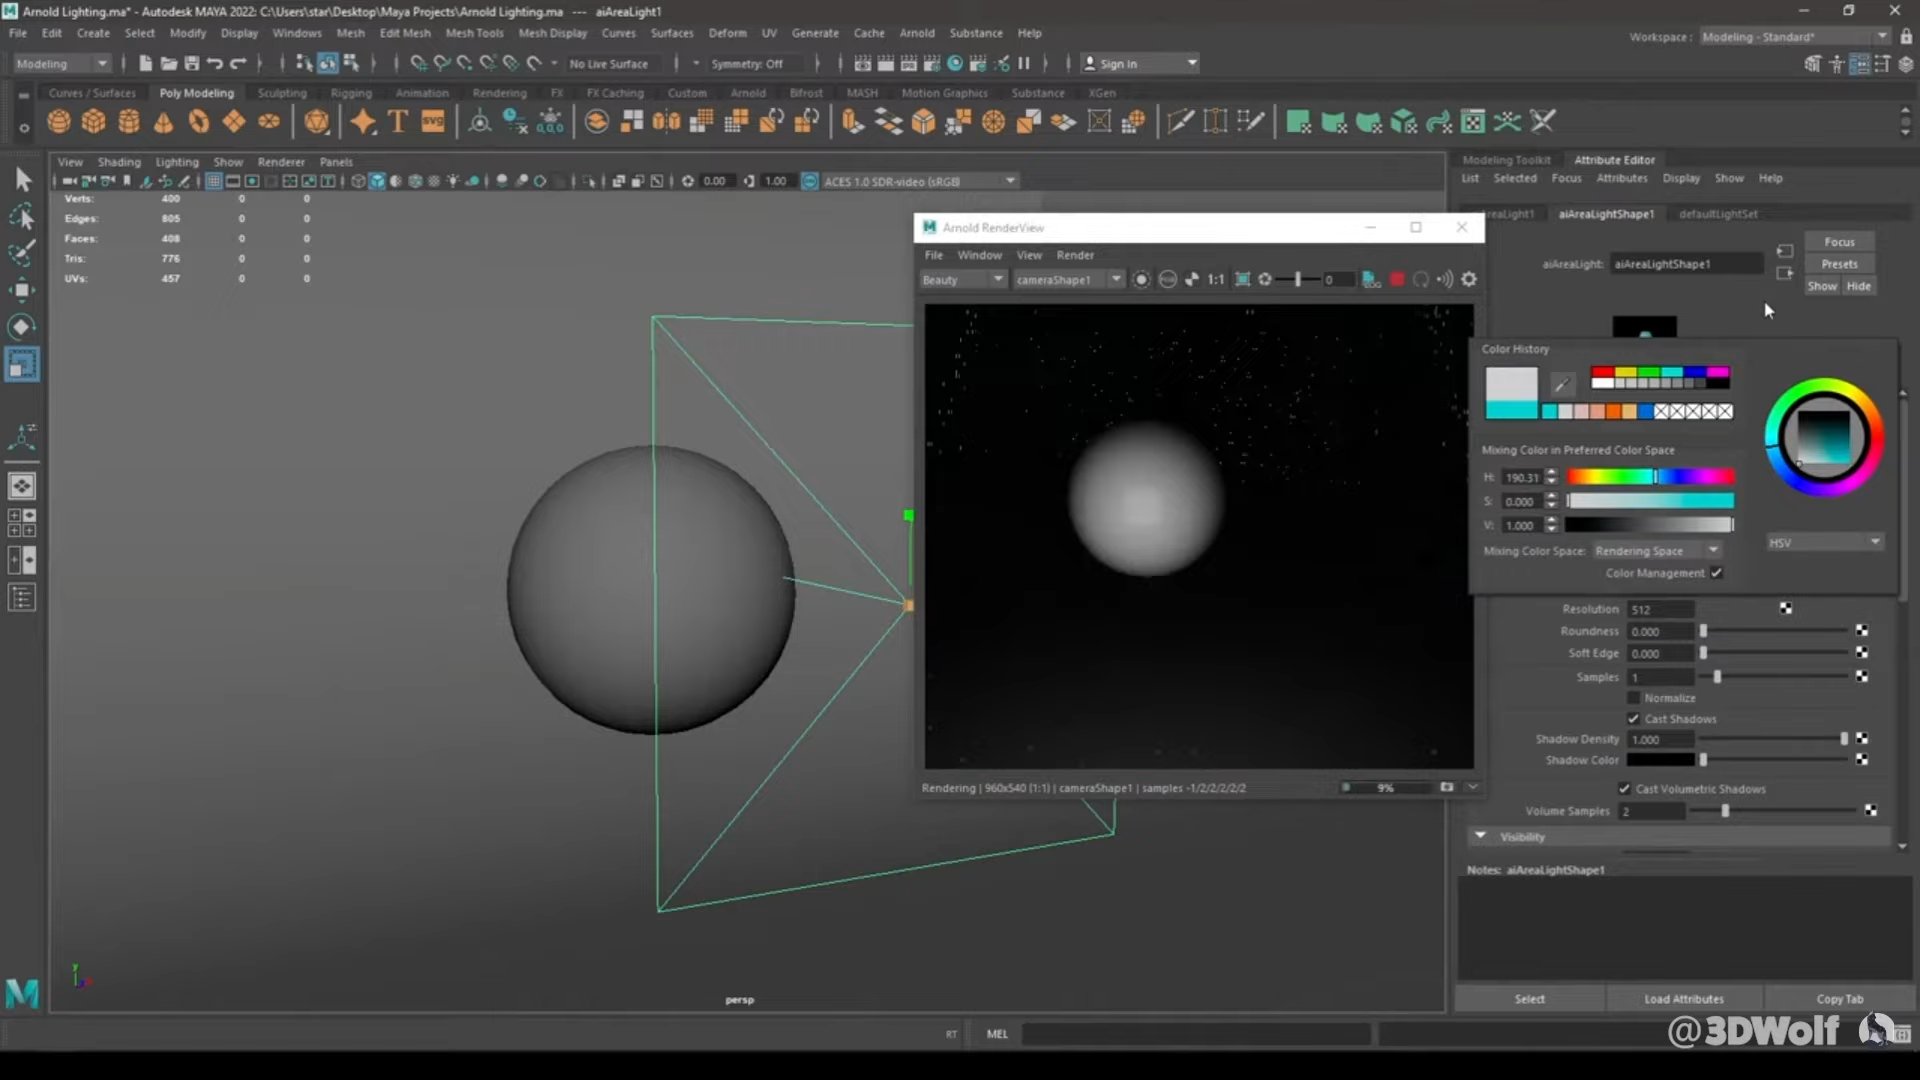 Arnold Lighting.ma* - Autodesk MAYA 2022: C:\Users\star\Desktop\Maya Projects\Arnold Lighting.ma --- aiAreaLight1
File Edit Create Select Modify Display Windows Mesh Edit Mesh Mesh Tools Mesh Display Curves Surfaces Deform UV Generate Cache Arnold Substance Help
Workspace : Modeling - Standard*
Modeling No Live Surface Symmetry: Off Sign In
Curves / Surfaces Poly Modeling Sculpting Rigging Animation Rendering FX FX Caching Custom Arnold Bifrost MASH Motion Graphics Substance XGen
View Shading Lighting Show Renderer Panels
0.00 1.00 ACES 1.0 SDR-video (sRGB)
Verts: 400 0 0
Edges: 805 0 0
Faces: 408 0 0
Tris: 776 0 0
UVs: 457 0 0
persp
Arnold RenderView
File Window View Render
Beauty cameraShape1 1:1 0
Rendering | 960x540 (1:1) | cameraShape1 | samples -1/2/2/2/2/2 9%
Modeling Toolkit Attribute Editor
List Selected Focus Attributes Display Show Help
reaLight1 aiAreaLightShape1 defaultLightSet
aiAreaLight: aiAreaLightShape1
Focus
Presets
Show Hide
Color History
Mixing Color in Preferred Color Space
H: 190.31
S: 0.000
V: 1.000
HSV
Mixing Color Space: Rendering Space
Color Management
Resolution 512
Roundness 0.000
Soft Edge 0.000
Samples 1
Normalize
Cast Shadows
Shadow Density 1.000
Shadow Color
Cast Volumetric Shadows
Volume Samples 2
Visibility
Notes: aiAreaLightShape1
Select Load Attributes Copy Tab
RT MEL
@3DWolf